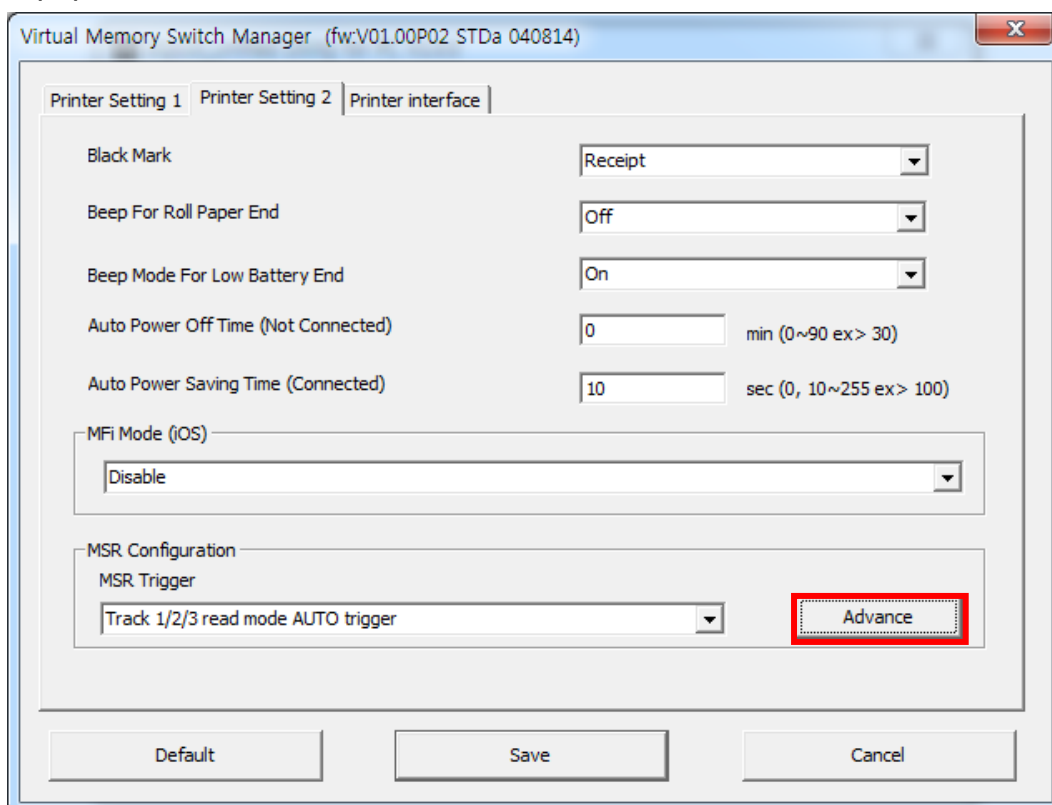 Virtual Memory Switch Manager (fw:V01.00P02 STDa 040814)
X
Printer Setting 1 Printer Setting 2 Printer interface
Black Mark Receipt
Beep For Roll Paper End Off
Beep Mode For Low Battery End On
Auto Power Off Time (Not Connected) 0 min (0~90 ex> 30)
Auto Power Saving Time (Connected) 10 sec (0, 10~255 ex> 100)
MFi Mode (iOS)
Disable
MSR Configuration
MSR Trigger
Track 1/2/3 read mode AUTO trigger Advance
Default Save Cancel